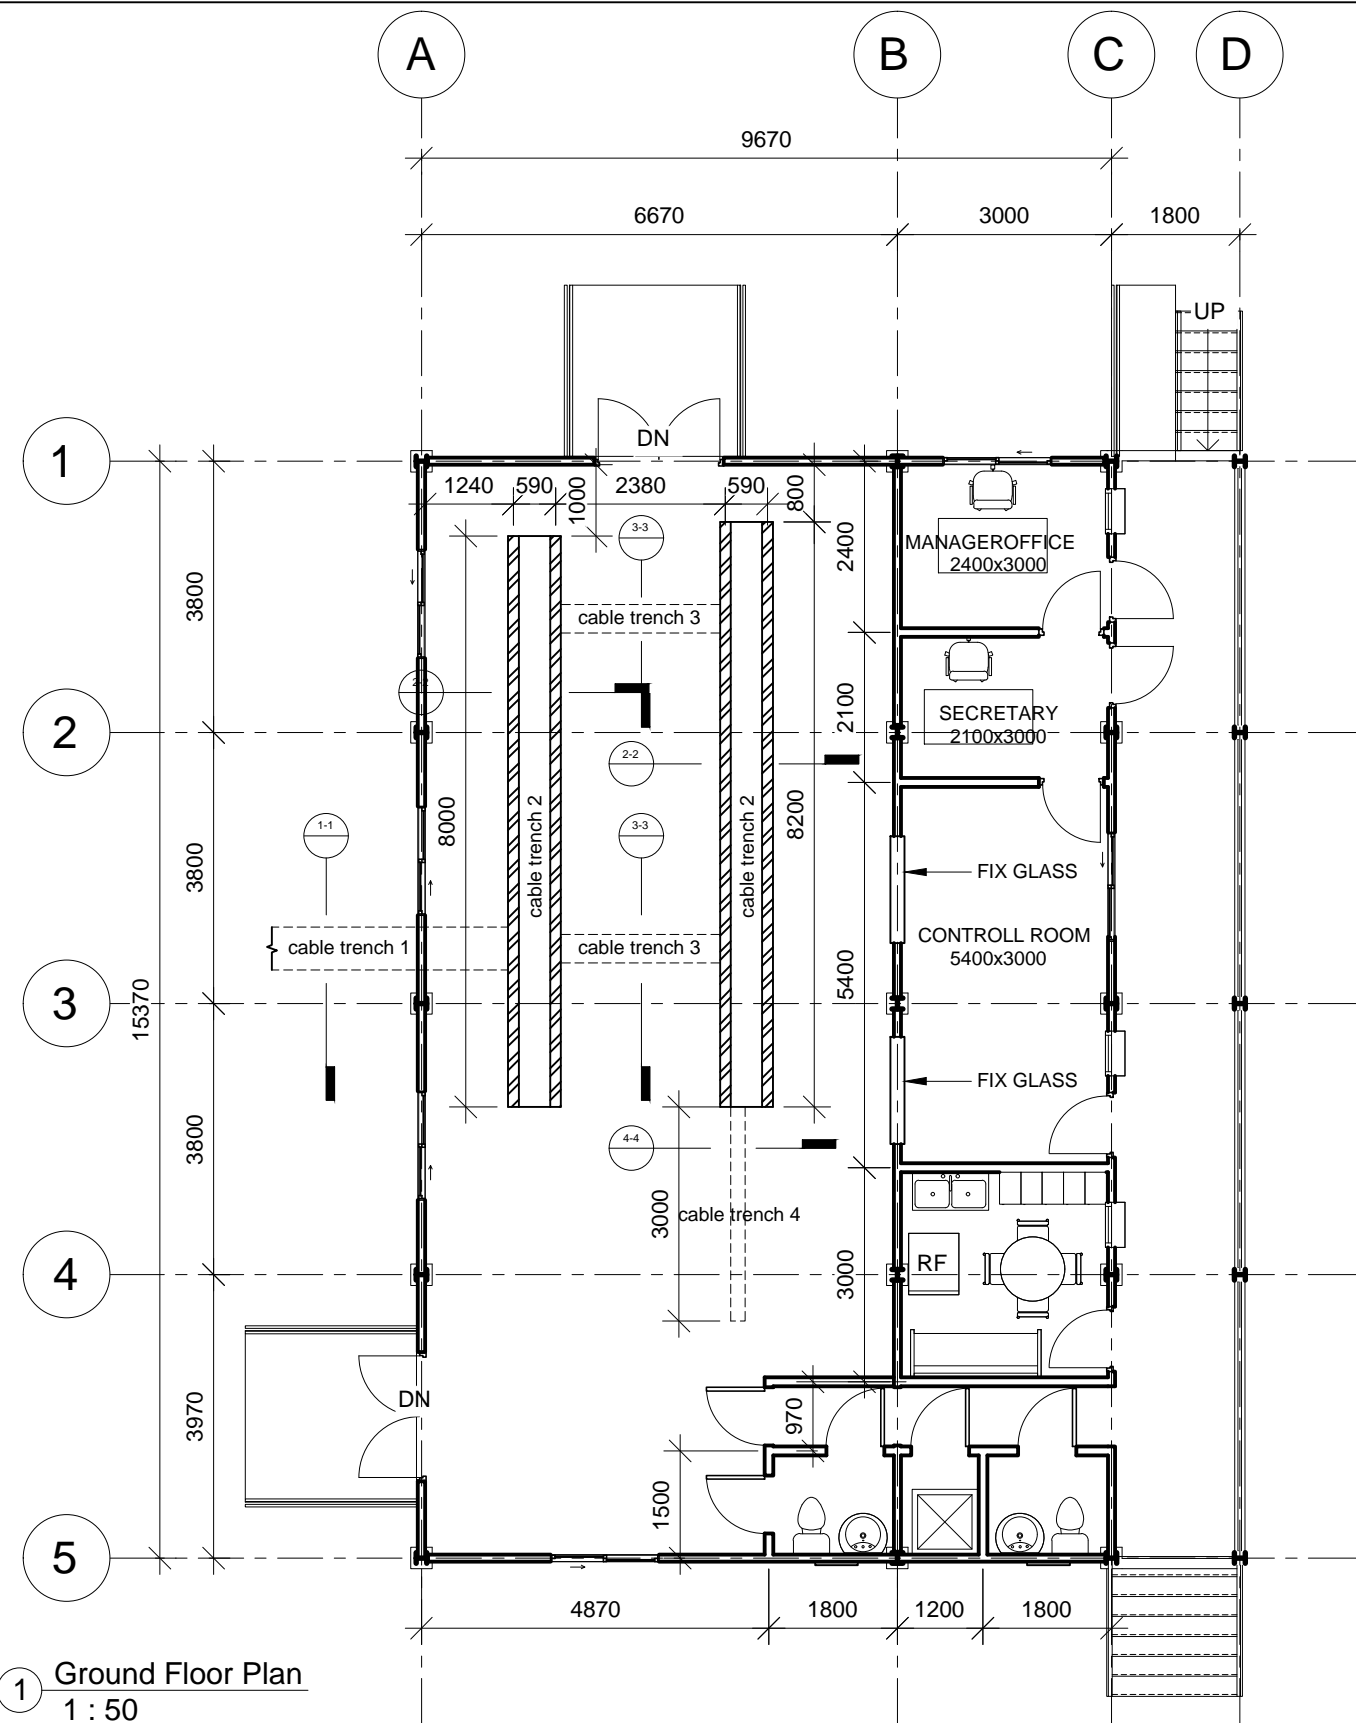 A
B
C
D
9670
6670
3000
1800
UP
DN
1
1240
590
1000
2380
590
800
3-3
2400
MANAGEROFFICE
2400x3000
3800
cable trench 3
2-2
2100
SECRETARY
2100x3000
2
2-2
8000
cable trench 2
cable trench 2
8200
1-1
3-3
3800
FIX GLASS
CONTROLL ROOM
5400x3000
cable trench 1
cable trench 3
5400
3
15370
FIX GLASS
4-4
3800
3000
cable trench 4
3000
RF
4
DN
3970
970
1500
5
4870
1800
1200
1800
1
Ground Floor Plan
1 : 50